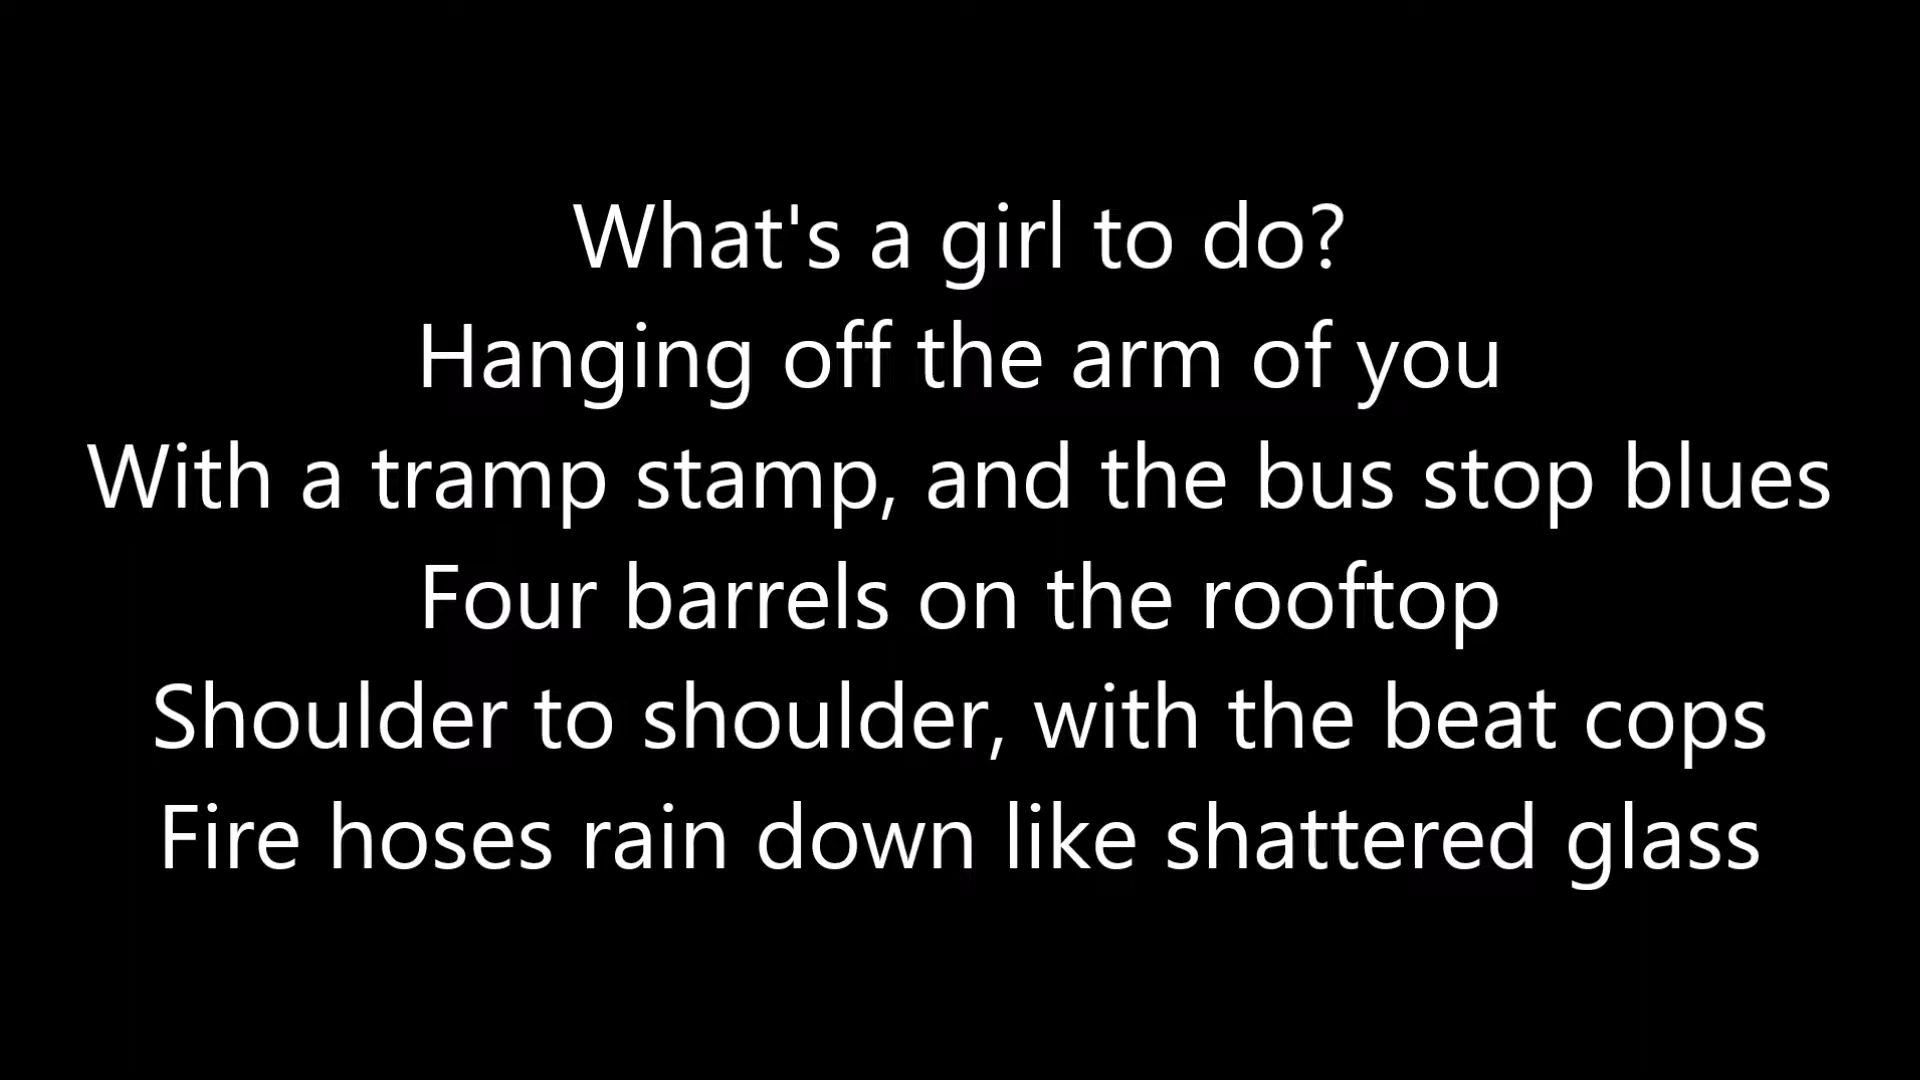 What's a girl to do?
Hanging off the arm of you
With a tramp stamp, and the bus stop blues
Four barrels on the rooftop
Shoulder to shoulder, with the beat cops
Fire hoses rain down like shattered glass